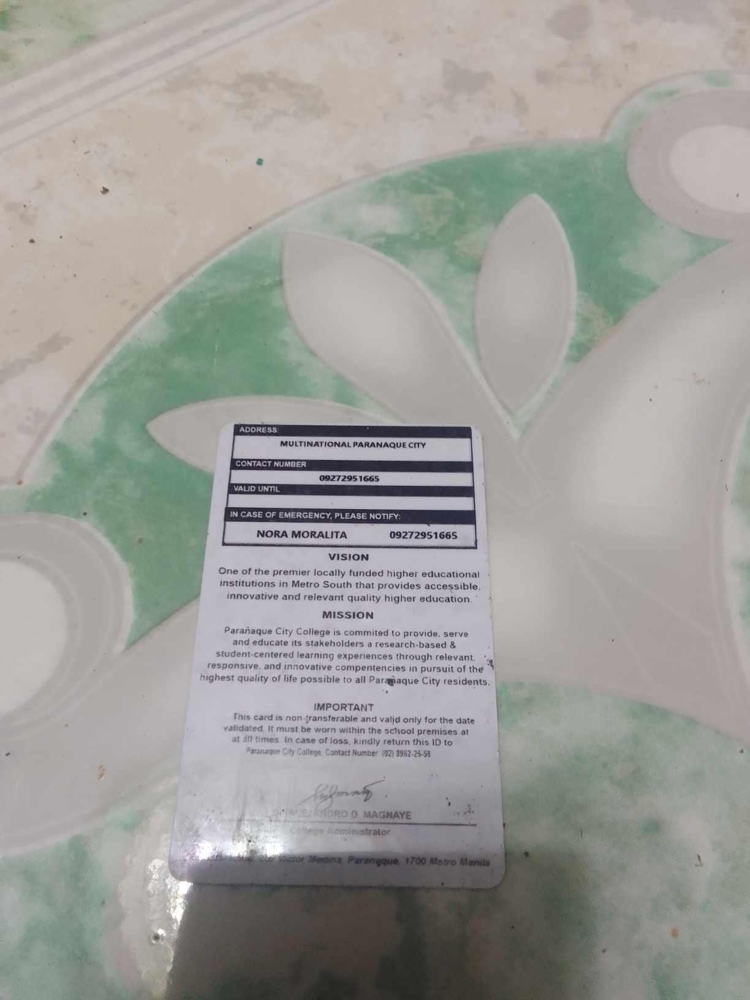 ADDRESS:
MULTINATIONAL PARANAQUE CITY
CONTACT NUMBER
09272951665
VALID UNTIL
IN CASE OF EMERGENCY, PLEASE NOTIFY:
NORA MORALITA 09272951665
VISION
One of the premier locally funded higher educational
institutions in Metro South that provides accessible,
innovative and relevant quality higher education.
MISSION
Parañaque City College is commited to provide, serve
and educate its stakeholders a research-based &
student-centered learning experiences through relevant,
responsive, and innovative compentencies in pursuit of the
highest quality of life possible to all Parañaque City residents.
IMPORTANT
This card is non-transferable and valid only for the date
validated. It must be worn within the school premises at
at all times. In case of loss, kindly return this ID to
Paranaque City College. Contact Number: (02) 8962-26-58
ALEJANDRO D. MAGNAYE
College Administrator
cor Victor Medina, Paranaque, 1700 Metro Manila